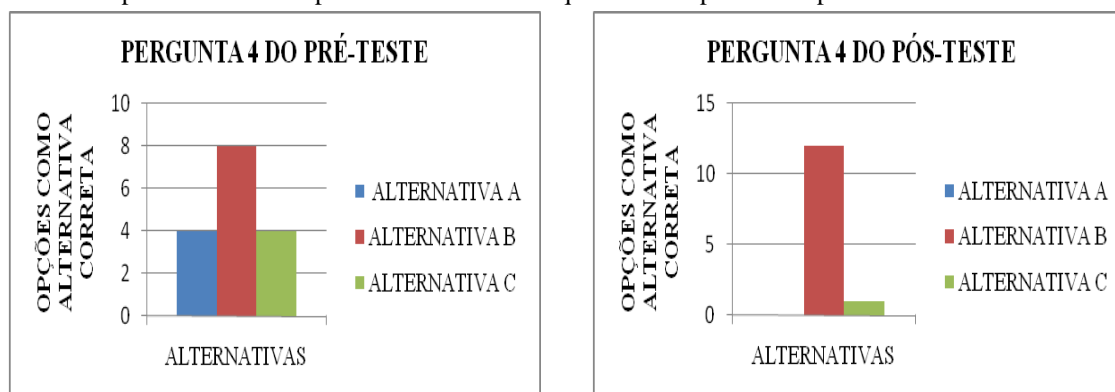 PERGUNTA 4 DO PRÉ-TESTE
OPÇÕES COMO
ALTERNATIVA
CORRETA
10
8
6
4
2
0
ALTERNATIVAS
ALTERNATIVA A
ALTERNATIVA B
ALTERNATIVA C
PERGUNTA 4 DO PÓS-TESTE
OPÇÕES COMO
ALTERNATIVA
CORRETA
15
10
5
0
ALTERNATIVAS
ALTERNATIVA A
ALTERNATIVA B
ALTERNATIVA C